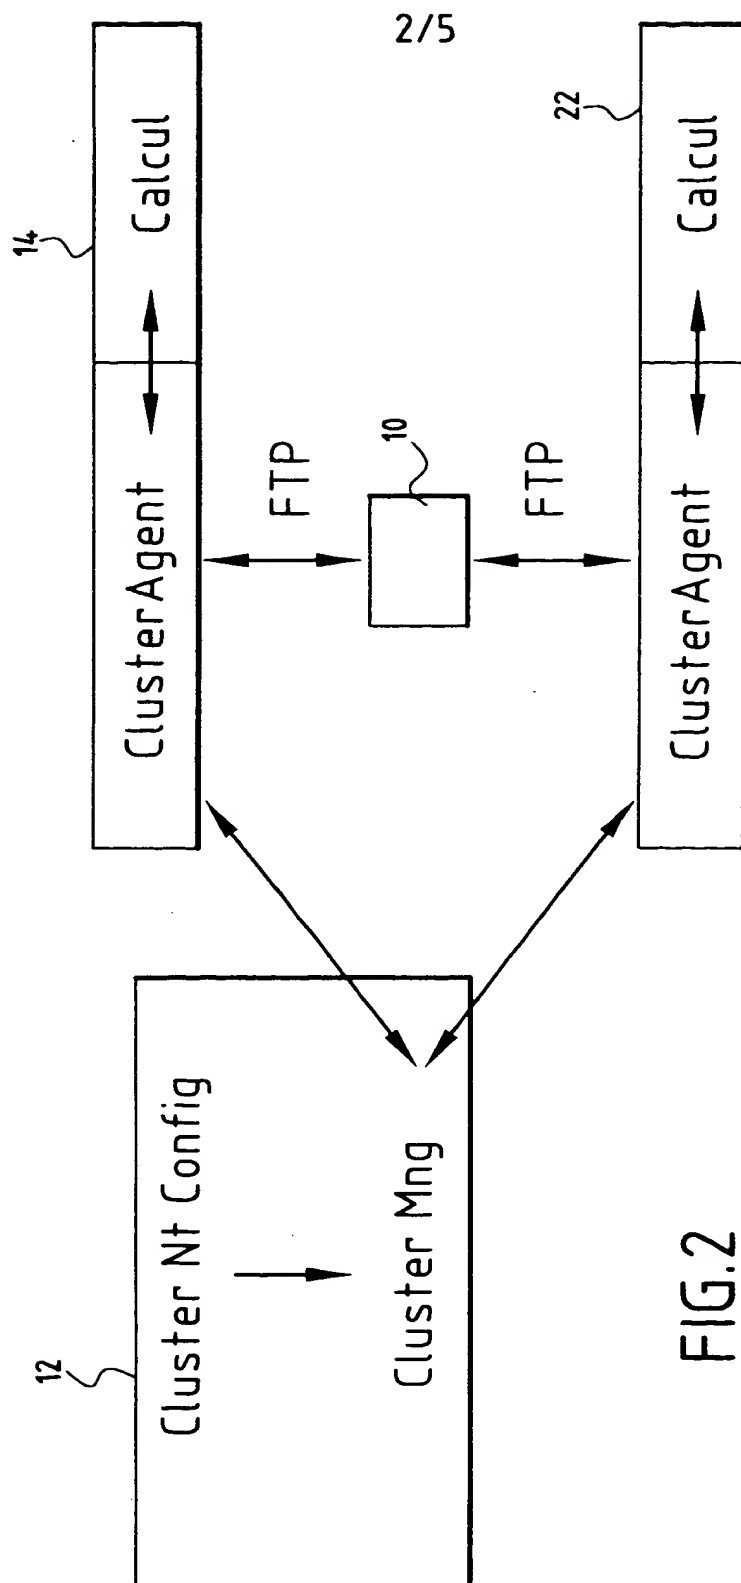 2/5
12
Cluster Nt Config
Cluster Mng
14
ClusterAgent
Calcul
FTP
10
FTP
22
ClusterAgent
Calcul
FIG.2